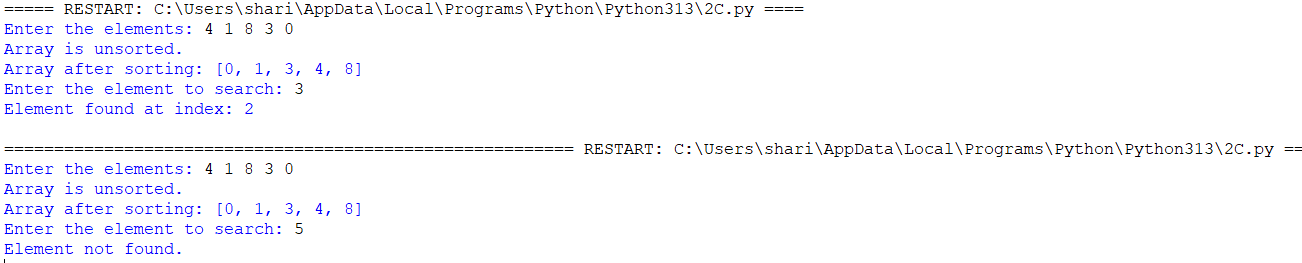 ===== RESTART: C:\Users\shari\AppData\Local\Programs\Python\Python313\2C.py ====
Enter the elements: 4 1 8 3 0
Array is unsorted.
Array after sorting: [0, 1, 3, 4, 8]
Enter the element to search: 3
Element found at index: 2
========================================================= RESTART: C:\Users\shari\AppData\Local\Programs\Python\Python313\2C.py ==
Enter the elements: 4 1 8 3 0
Array is unsorted.
Array after sorting: [0, 1, 3, 4, 8]
Enter the element to search: 5
Element not found.